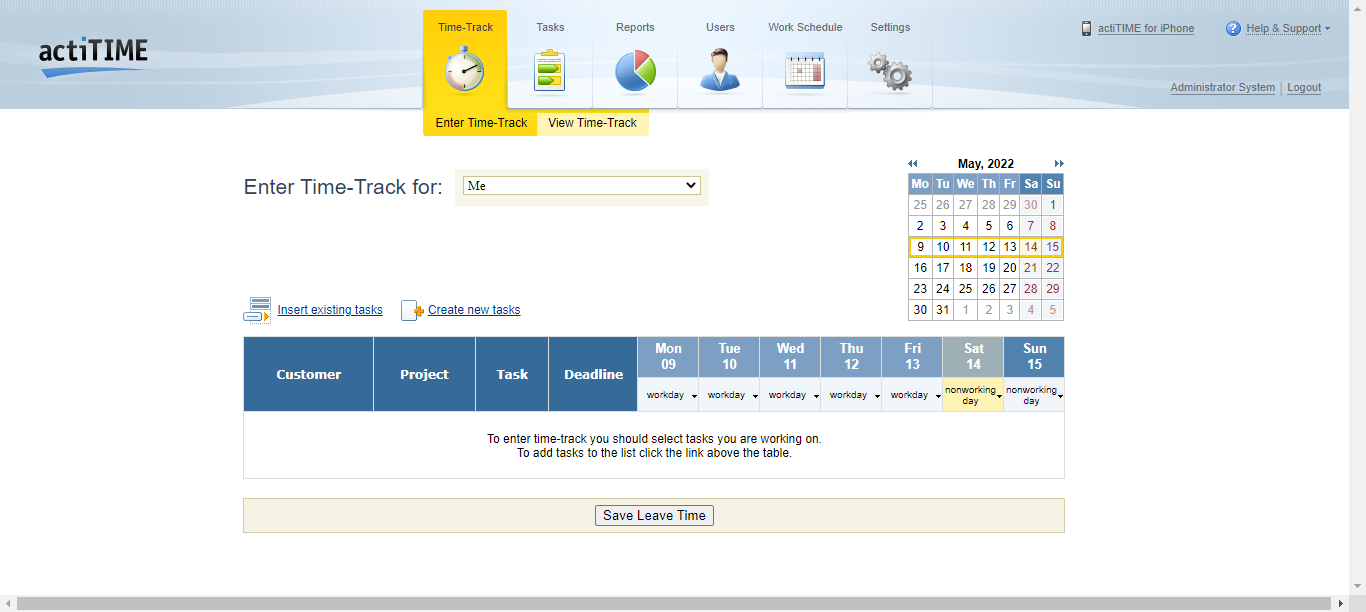 actiTIME
Time-Track
Tasks
Reports
Users
Work Schedule
Settings
actiTIME for iPhone
Help & Support
Administrator System
Logout
Enter Time-Track
View Time-Track
Enter Time-Track for:
Me
May, 2022
Mo Tu We Th Fr Sa Su
25 26 27 28 29 30 1
2 3 4 5 6 7 8
9 10 11 12 13 14 15
16 17 18 19 20 21 22
23 24 25 26 27 28 29
30 31 1 2 3 4 5
Insert existing tasks
Create new tasks
Customer
Project
Task
Deadline
Mon
09
Tue
10
Wed
11
Thu
12
Fri
13
Sat
14
Sun
15
workday
workday
workday
workday
workday
nonworking
day
nonworking
day
To enter time-track you should select tasks you are working on.
To add tasks to the list click the link above the table.
Save Leave Time